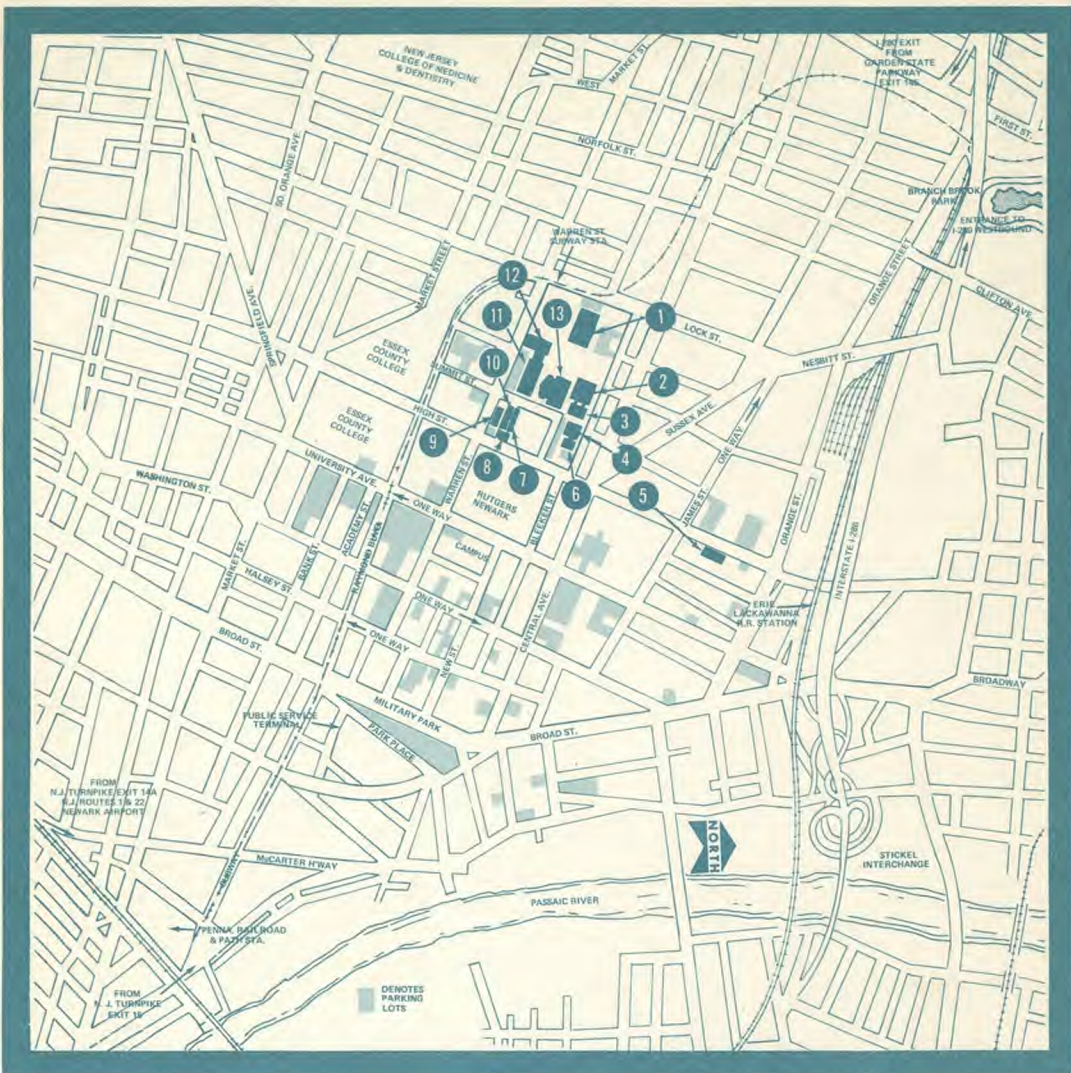 NEW JERSEY
COLLEGE OF MEDICINE
& DENTISTRY
WEST
MARKET ST.
I-280 EXIT
FROM
GARDEN STATE
PARKWAY
EXIT 145
FIRST ST.
NORFOLK ST.
SO. ORANGE AVE.
BRANCH BROOK
PARK
ENTRANCE TO
I-280 WESTBOUND
WARREN ST.
SUBWAY STA.
MARKET STREET
ORANGE STREET
CLIFTON AVE.
SPRINGFIELD AVE.
12
11
13
1
LOCK ST.
NESBITT ST.
ESSEX
COUNTY
COLLEGE
10
SUMMIT ST.
2
3
SUSSEX AVE.
ONE WAY
ESSEX
COUNTY
COLLEGE
HIGH ST.
9
8
7
6
4
5
UNIVERSITY AVE.
WASHINGTON ST.
WARREN ST.
RUTGERS
NEWARK
CAMPUS
BLEEKER ST.
JAMES ST.
ORANGE ST.
INTERSTATE I-280
ONE WAY
ACADEMY ST.
RAYMOND BLVD.
BANK ST.
MARKET ST.
HALSEY ST.
ONE WAY
CENTRAL AVE.
ERIE
LACKAWANNA
R.R. STATION
BROAD ST.
ONE WAY
NEW ST.
BROADWAY
MILITARY PARK
PUBLIC SERVICE
TERMINAL
PARK PLACE
BROAD ST.
FROM
N.J. TURNPIKE EXIT 14A
N.J. ROUTES 1 & 22
NEWARK AIRPORT
NORTH
McCARTER H'WAY
STICKEL
INTERCHANGE
SUBWAY
PASSAIC RIVER
PENNA. RAILROAD
& PATH STA.
FROM
N. J. TURNPIKE
EXIT 15
DENOTES
PARKING
LOTS